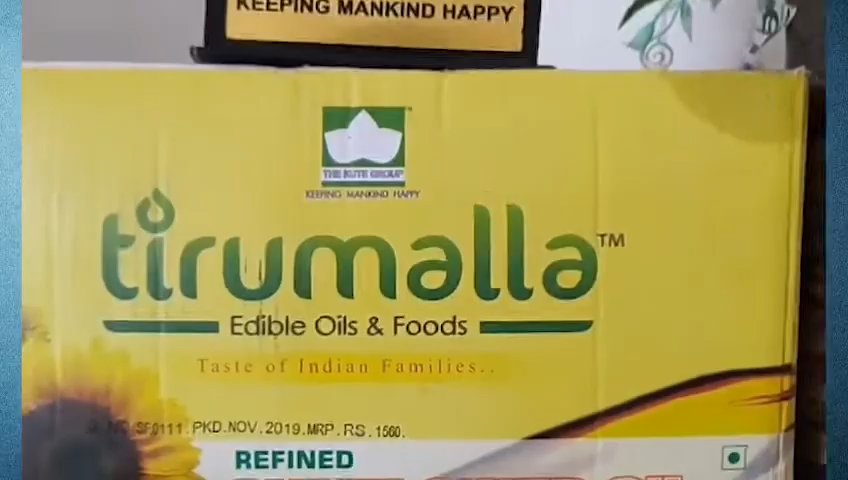 KEEPING MANKIND HAPPY
THE KUTE GROUP
KEEPING MANKIND HAPPY
tirumalla™
Edible Oils & Foods
Taste of Indian Families..
PKD.NOV.2019.MRP.RS.1560.
REFINED